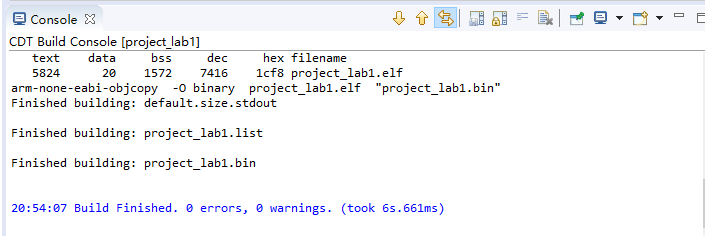 Console
CDT Build Console [project_lab1]
text data bss dec hex filename
5824 20 1572 7416 1cf8 project_lab1.elf
arm-none-eabi-objcopy -O binary project_lab1.elf "project_lab1.bin"
Finished building: default.size.stdout
Finished building: project_lab1.list
Finished building: project_lab1.bin
20:54:07 Build Finished. 0 errors, 0 warnings. (took 6s.661ms)